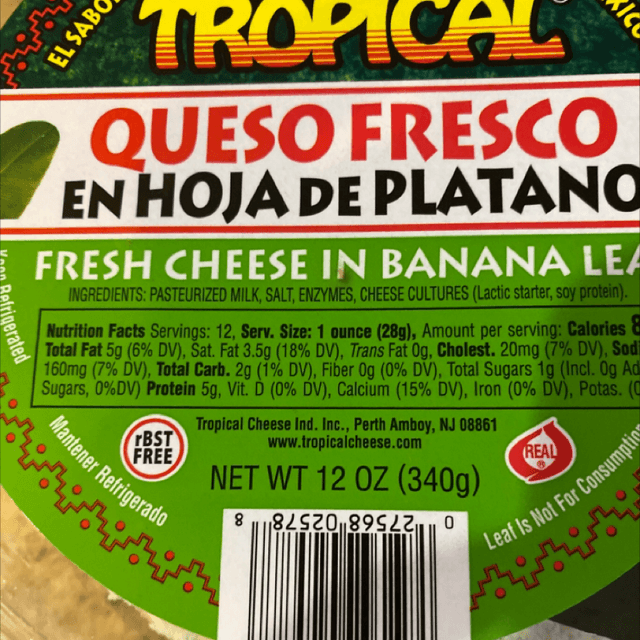 EL SABO
TROPICAL
QUESO FRESCO
EN HOJA DE PLATANO
FRESH CHEESE IN BANANA LEA
INGREDIENTS: PASTEURIZED MILK, SALT, ENZYMES, CHEESE CULTURES (Lactic starter, soy protein).
Nutrition Facts Servings: 12, Serv. Size: 1 ounce (28g), Amount per serving: Calories 8
Total Fat 5g (6% DV), Sat. Fat 3.5g (18% DV), Trans Fat 0g, Cholest. 20mg (7% DV), Sod
160mg (7% DV), Total Carb. 2g (1% DV), Fiber 0g (0% DV), Total Sugars 1g (Incl. 0g Ad
Sugars, 0%DV) Protein 5g, Vit. D (0% DV), Calcium (15% DV), Iron (0% DV), Potas. (0
Keep Refrigerated
Mantener Refrigerado
rBST
FREE
Tropical Cheese Ind. Inc., Perth Amboy, NJ 08861
www.tropicalcheese.com
REAL
®
NET WT 12 OZ (340g)
Leaf Is Not For Consumption
8 27568 02578 0